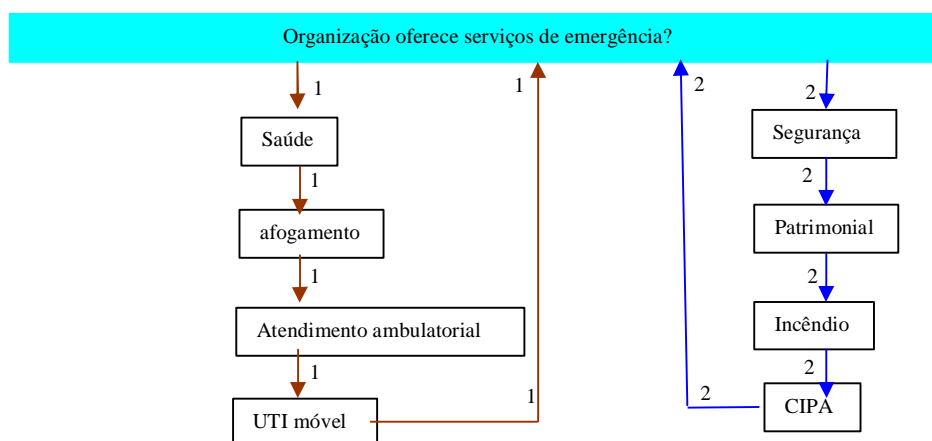 Organização oferece serviços de emergência?
1
1
2
2
Saúde
Segurança
1
2
afogamento
Patrimonial
1
2
Atendimento ambulatorial
Incêndio
1
2
UTI móvel
1
2
CIPA